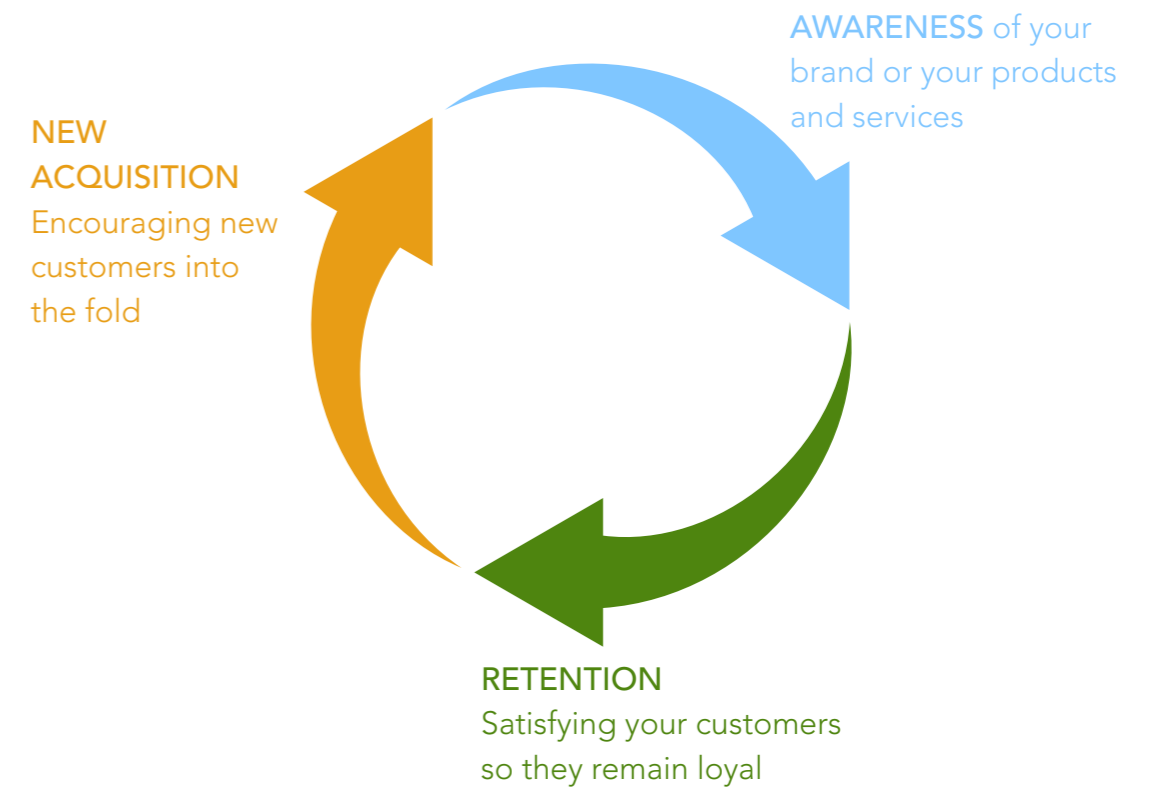 AWARENESS of your
brand or your products
and services
NEW
ACQUISITION
Encouraging new
customers into
the fold
RETENTION
Satisfying your customers
so they remain loyal